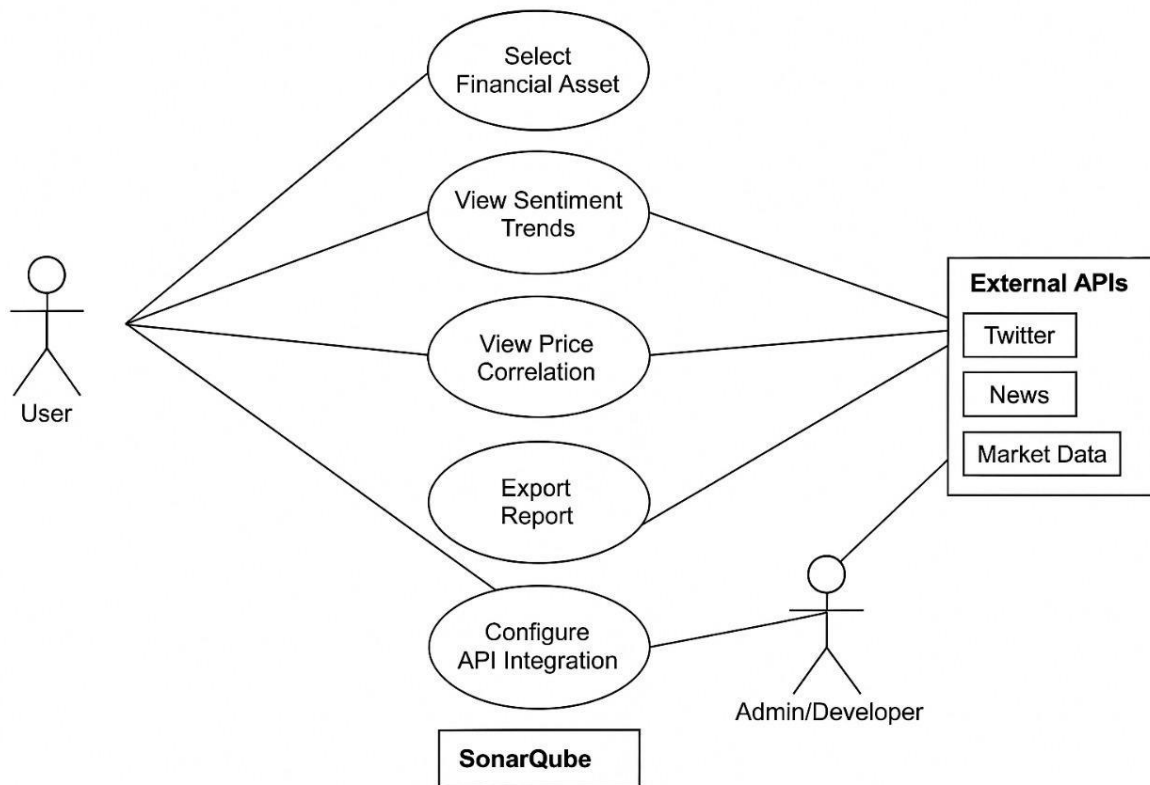 Select
Financial Asset
View Sentiment
Trends
External APIs
Twitter
View Price
Correlation
News
User
Market Data
Export
Report
Configure
API Integration
Admin/Developer
SonarQube